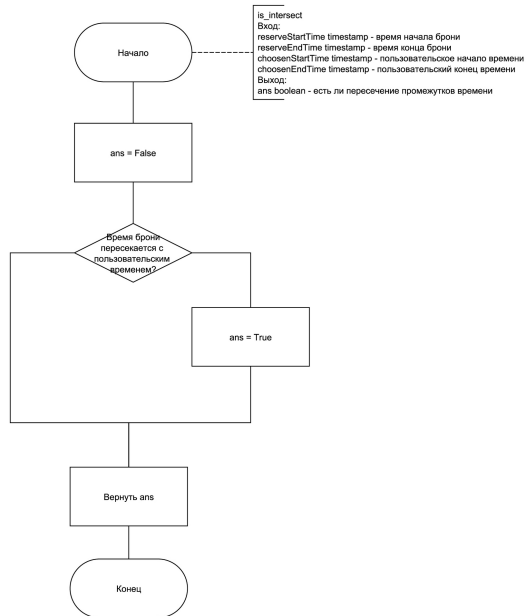 is_intersect
Вход:
reserveStartTime timestamp - время начала брони
reserveEndTime timestamp - время конца брони
choosenStartTime timestamp - пользовательское начало времени
choosenEndTime timestamp - пользовательский конец времени
Выход:
ans boolean - есть ли пересечение промежутков времени
Начало
ans = False
Время брони
пересекается с
пользовательским
временем?
ans = True
Вернуть ans
Конец